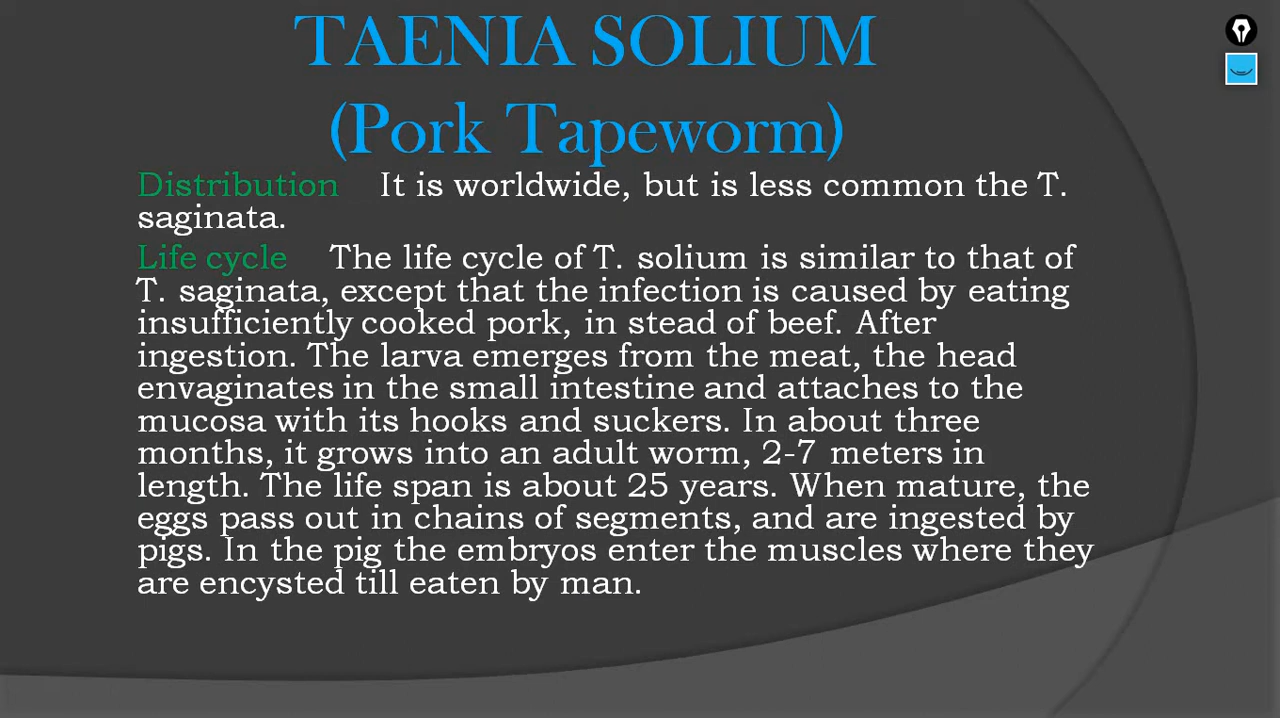 TAENIA SOLIUM
(Pork Tapeworm)
Distribution It is worldwide, but is less common the T.
saginata.
Life cycle The life cycle of T. solium is similar to that of
T. saginata, except that the infection is caused by eating
insufficiently cooked pork, in stead of beef. After
ingestion. The larva emerges from the meat, the head
envaginates in the small intestine and attaches to the
mucosa with its hooks and suckers. In about three
months, it grows into an adult worm, 2-7 meters in
length. The life span is about 25 years. When mature, the
eggs pass out in chains of segments, and are ingested by
pigs. In the pig the embryos enter the muscles where they
are encysted till eaten by man.